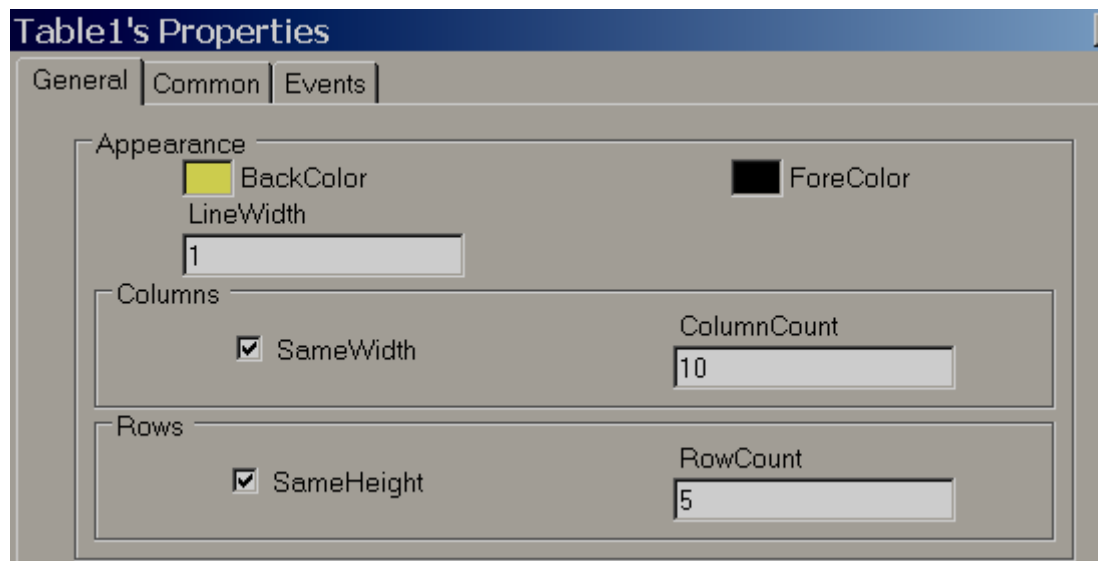 Table1's Properties
General Common Events
Appearance
BackColor ForeColor
LineWidth
1
Columns
SameWidth
ColumnCount
10
Rows
SameHeight
RowCount
5